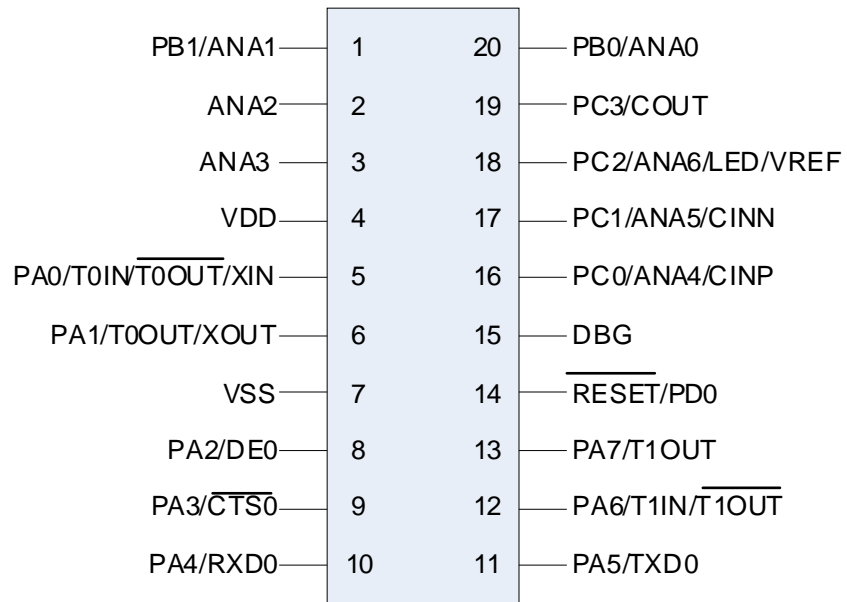 PB1/ANA1 1 20 PB0/ANA0
ANA2 2 19 PC3/COUT
ANA3 3 18 PC2/ANA6/LED/VREF
VDD 4 17 PC1/ANA5/CINN
PA0/T0IN/T0OUT/XIN 5 16 PC0/ANA4/CINP
PA1/T0OUT/XOUT 6 15 DBG
VSS 7 14 RESET/PD0
PA2/DE0 8 13 PA7/T1OUT
PA3/CTS0 9 12 PA6/T1IN/T1OUT
PA4/RXD0 10 11 PA5/TXD0